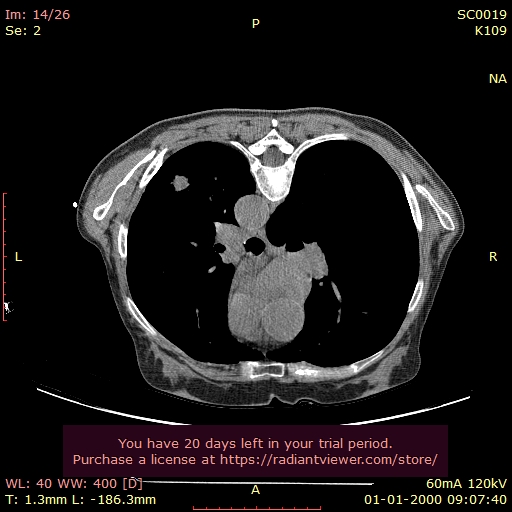 Im: 14/26
Se: 2
P
SC0019
K109
NA
L
R
You have 20 days left in your trial period.
Purchase a license at https://radiantviewer.com/store/
WL: 40 WW: 400 [D]
T: 1.3mm L: -186.3mm
A
60mA 120kV
01-01-2000 09:07:40